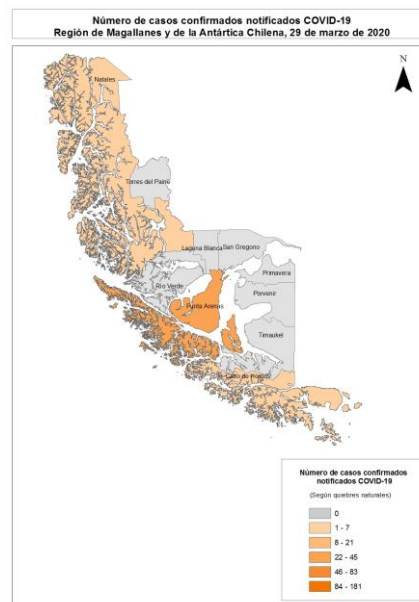 Número de casos confirmados notificados COVID-19
Región de Magallanes y de la Antártica Chilena, 29 de marzo de 2020
N
Natales
Torres del Paine
Laguna Blanca
San Gregorio
Primavera
Río Verde
Punta Arenas
Porvenir
Timaukel
Cabo de Hornos
Número de casos confirmados
notificados COVID-19
(Según quiebres naturales)
0
1 - 7
8 - 21
22 - 45
46 - 83
84 - 181